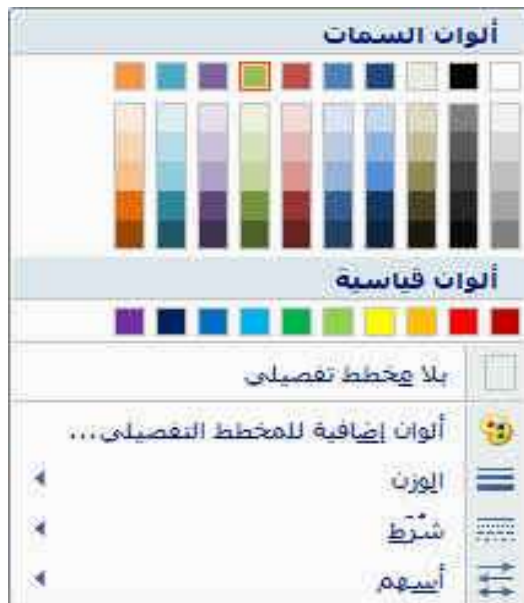 ألوان السمات
ألوان قياسية
بلا مخطط تفصيلي
ألوان إضافية للمخطط التفصيلي...
الوزن
شرَط
أسهم